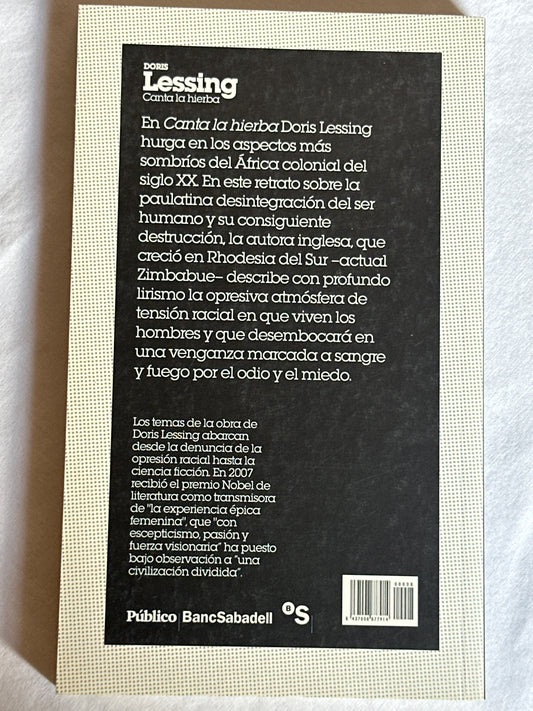 DORIS
Lessing
Canta la hierba
En Canta la hierba Doris Lessing
hurga en los aspectos más
sombríos del África colonial del
siglo XX. En este retrato sobre la
paulatina desintegración del ser
humano y su consiguiente
destrucción, la autora inglesa, que
creció en Rhodesia del Sur –actual
Zimbabue– describe con profundo
lirismo la opresiva atmósfera de
tensión racial en que viven los
hombres y que desembocará en
una venganza marcada a sangre
y fuego por el odio y el miedo.
Los temas de la obra de
Doris Lessing abarcan
desde la denuncia de la
opresión racial hasta la
ciencia ficción. En 2007
recibió el premio Nobel de
literatura como transmisora
de "la experiencia épica
femenina", que "con
escepticismo, pasión y
fuerza visionaria" ha puesto
bajo observación a "una
civilización dividida".
Público BancSabadell B S